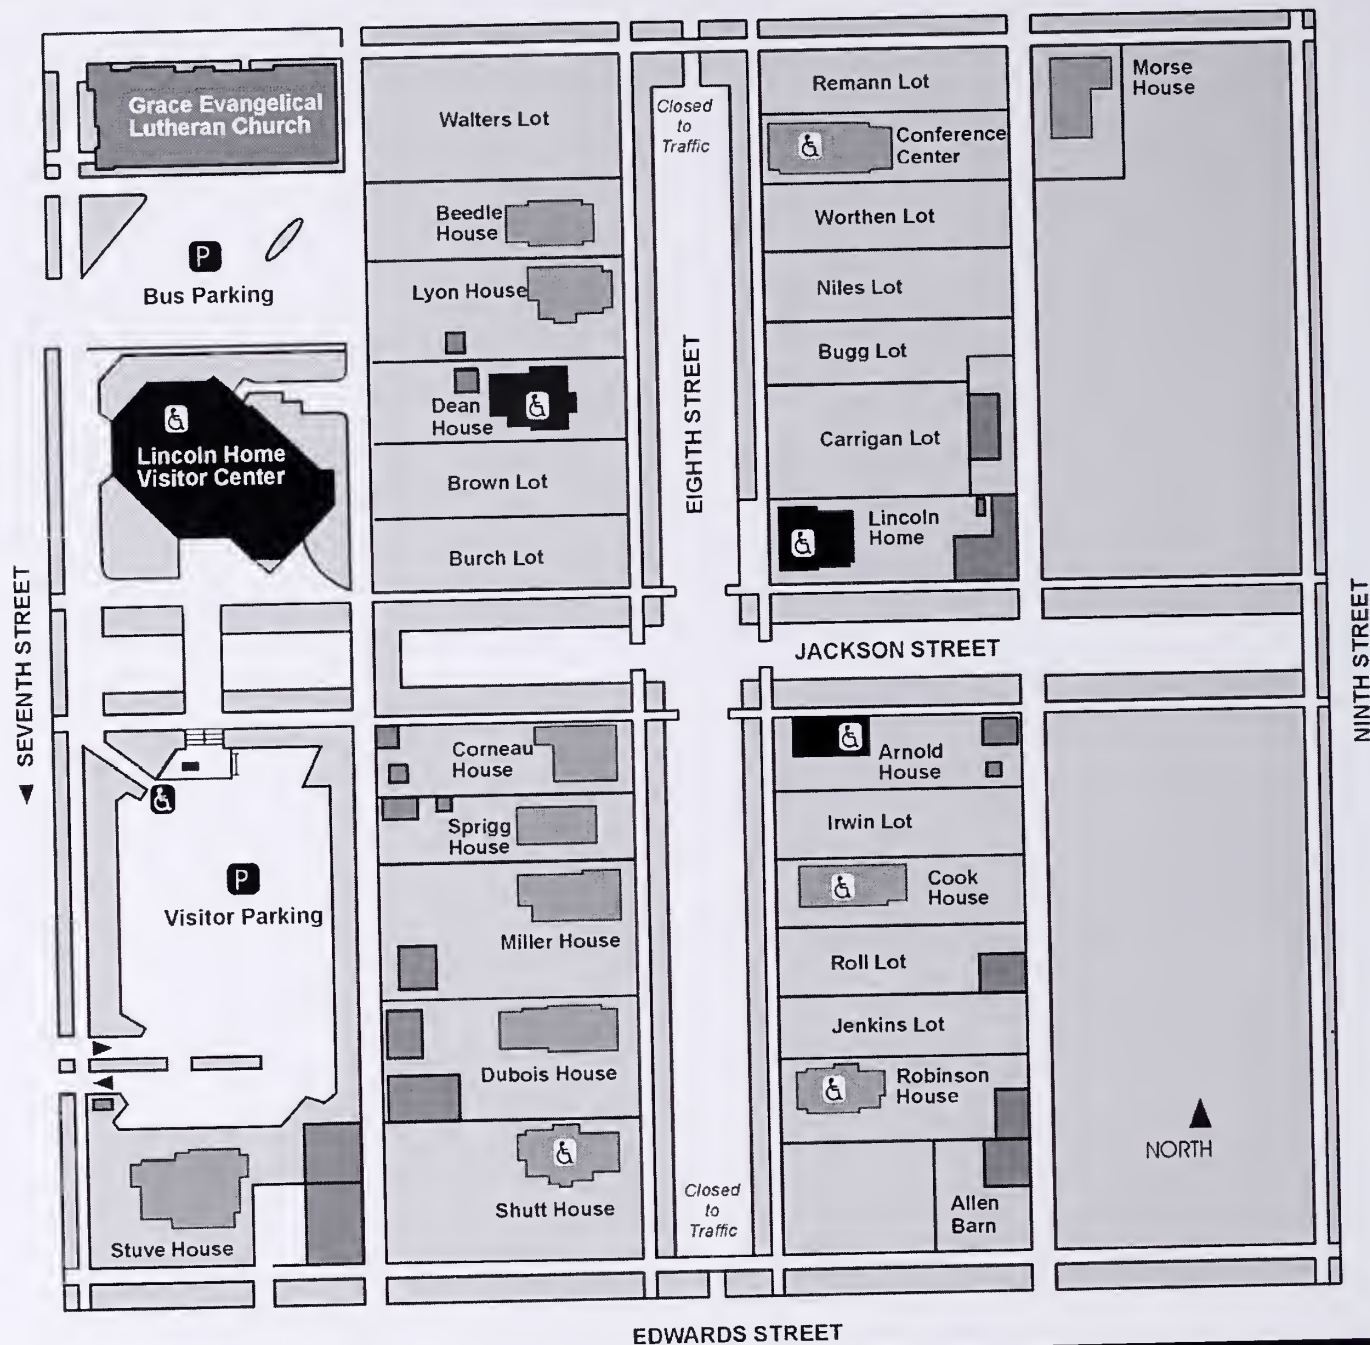 Grace Evangelical
Lutheran Church
Walters Lot
Closed
to
Traffic
Remann Lot
Conference
Center
Morse
House
Beedle
House
Worthen Lot
P
Bus Parking
Lyon House
Niles Lot
Bugg Lot
EIGHTH STREET
Dean
House
Carrigan Lot
Lincoln Home
Visitor Center
Brown Lot
Lincoln
Home
Burch Lot
SEVENTH STREET
JACKSON STREET
NINTH STREET
Corneau
House
Arnold
House
Sprigg
House
Irwin Lot
P
Visitor Parking
Cook
House
Miller House
Roll Lot
Jenkins Lot
Dubois House
Robinson
House
NORTH
Shutt House
Closed
to
Traffic
Allen
Barn
Stuve House
EDWARDS STREET